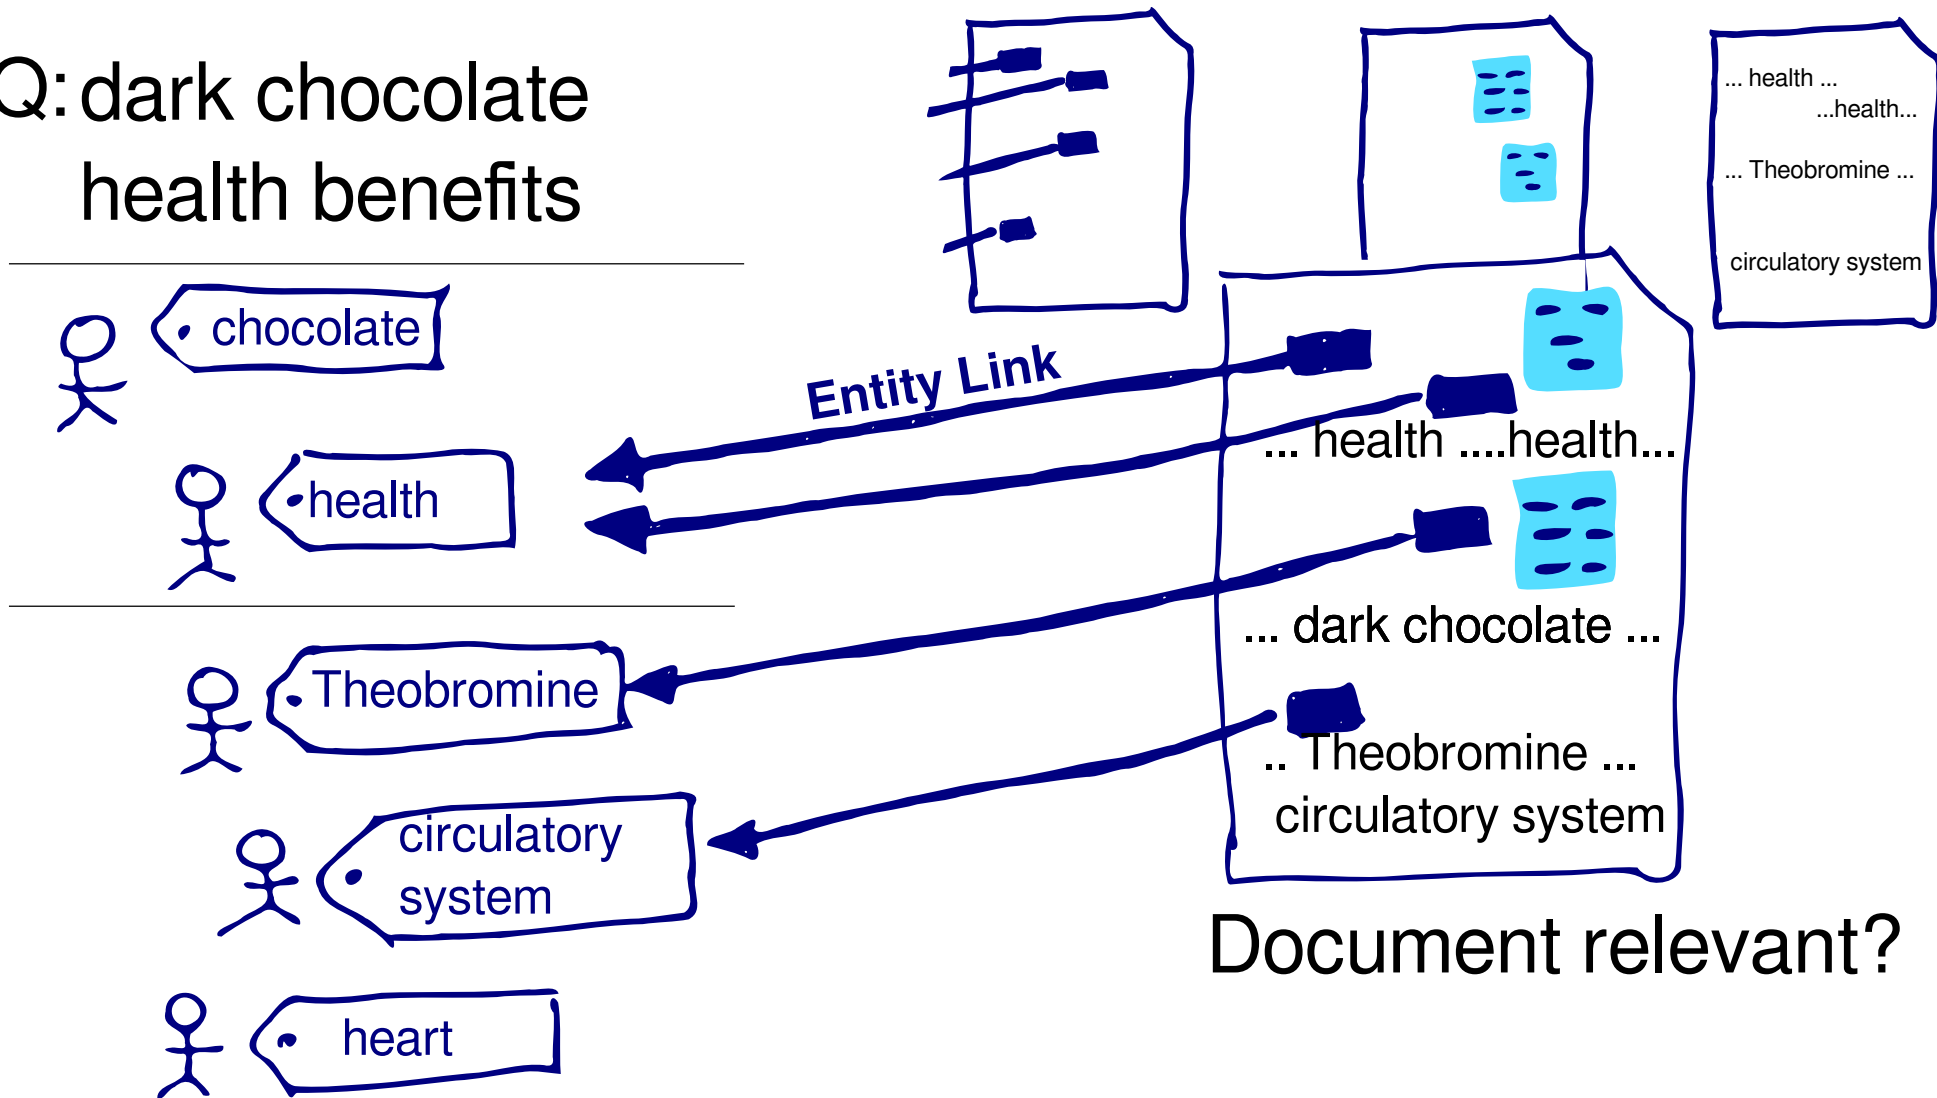 Q: dark chocolate
health benefits
chocolate
health
Theobromine
circulatory
system
heart
Entity Link
... health ...
...health...
... Theobromine ...
circulatory system
... health ....health...
... dark chocolate ...
.. Theobromine ...
circulatory system
Document relevant?